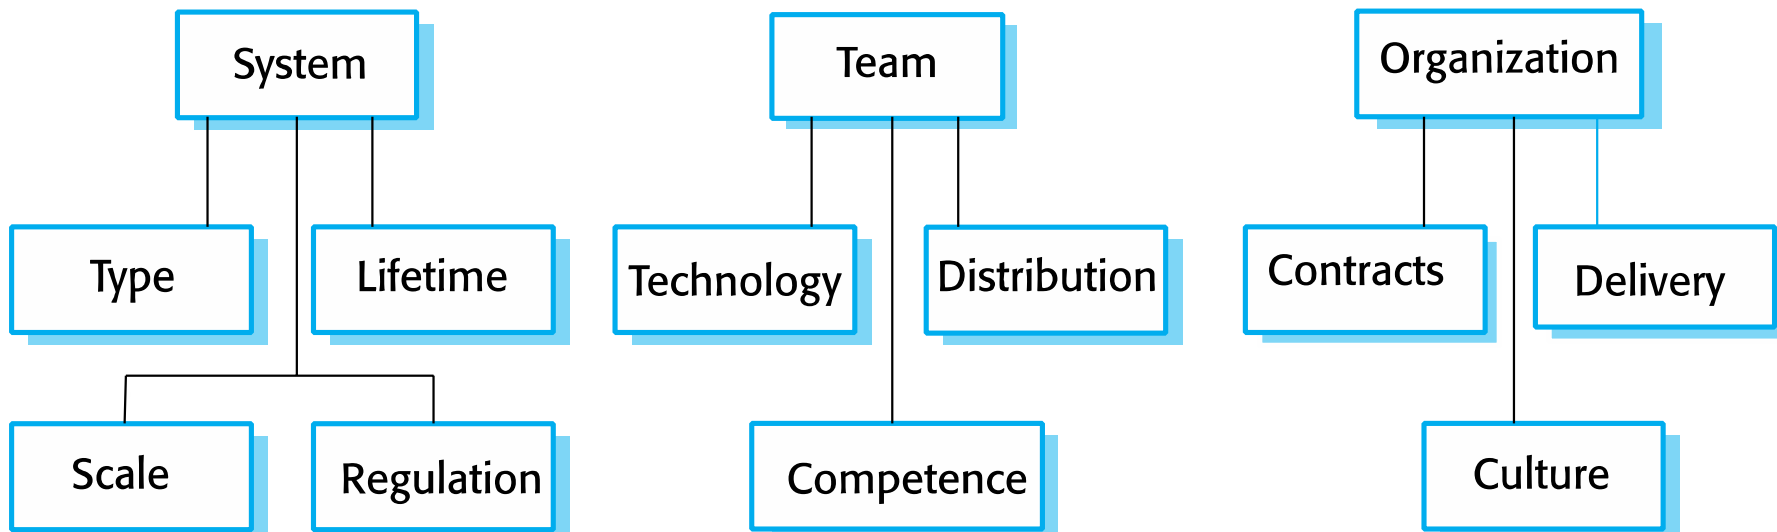 System
Team
Organization
Type
Lifetime
Technology
Distribution
Contracts
Delivery
Scale
Regulation
Competence
Culture